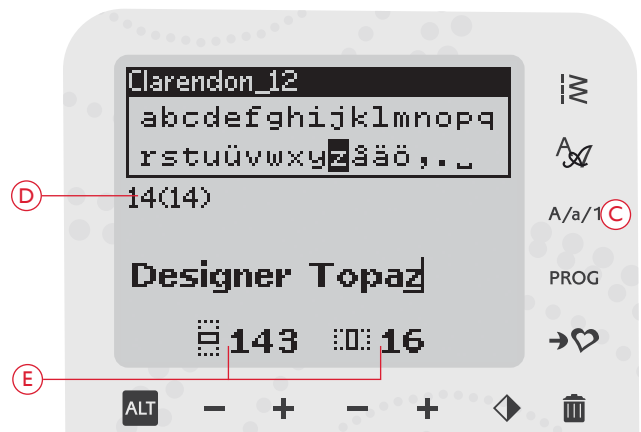 Clarendon_12
abcdefghijklmnopq
rstuüvwxyzåäö,._
A/a/1
C
D
14(14)
Designer Topaz
PROG
143 16
E
ALT - + - +